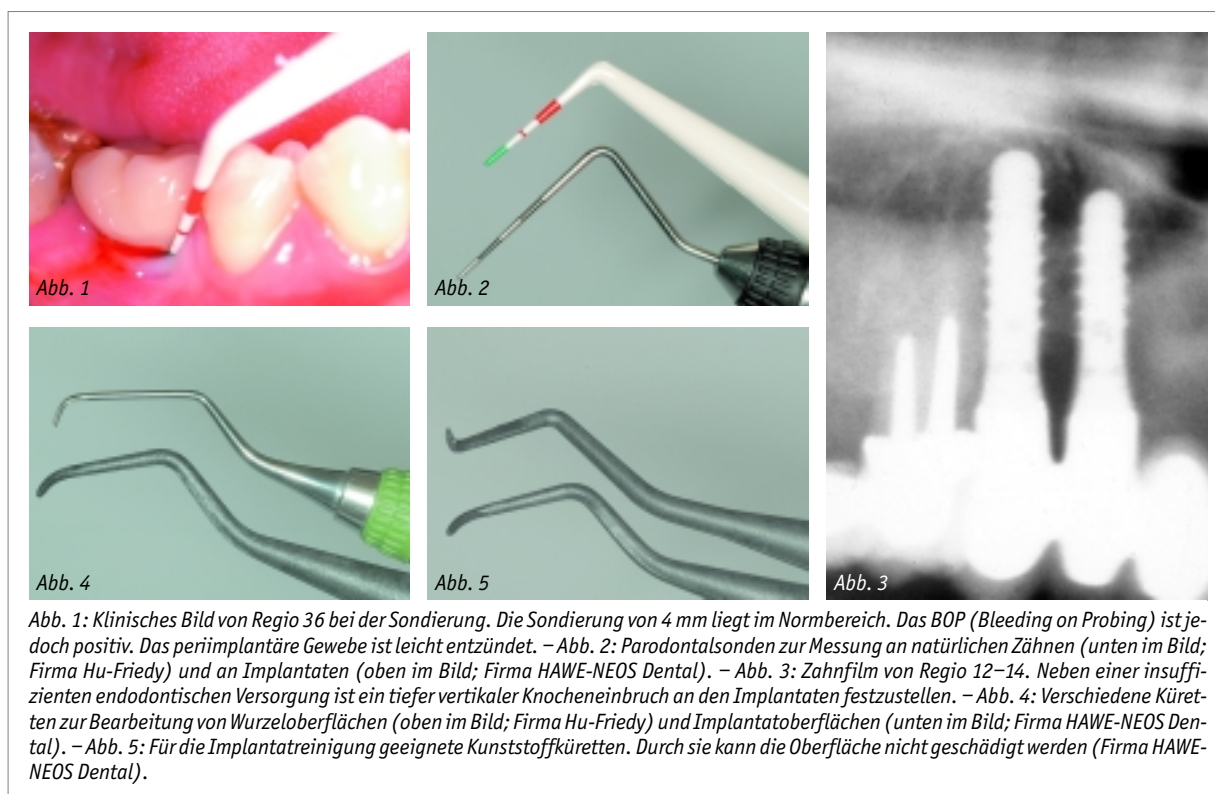 Abb. 1
Abb. 2
Abb. 3
Abb. 4
Abb. 5
Abb. 1: Klinisches Bild von Regio 36 bei der Sondierung. Die Sondierung von 4 mm liegt im Normbereich. Das BOP (Bleeding on Probing) ist je-
doch positiv. Das periimplantäre Gewebe ist leicht entzündet. – Abb. 2: Parodontalsonden zur Messung an natürlichen Zähnen (unten im Bild;
Firma Hu-Friedy) und an Implantaten (oben im Bild; Firma HAWE-NEOS Dental). – Abb. 3: Zahnfilm von Regio 12–14. Neben einer insuffi-
zienten endodontischen Versorgung ist ein tiefer vertikaler Knocheneinbruch an den Implantaten festzustellen. – Abb. 4: Verschiedene Küret-
ten zur Bearbeitung von Wurzeloberflächen (oben im Bild; Firma Hu-Friedy) und Implantatoberflächen (unten im Bild; Firma HAWE-NEOS Den-
tal). – Abb. 5: Für die Implantatreinigung geeignete Kunststoffküretten. Durch sie kann die Oberfläche nicht geschädigt werden (Firma HAWE-
NEOS Dental).